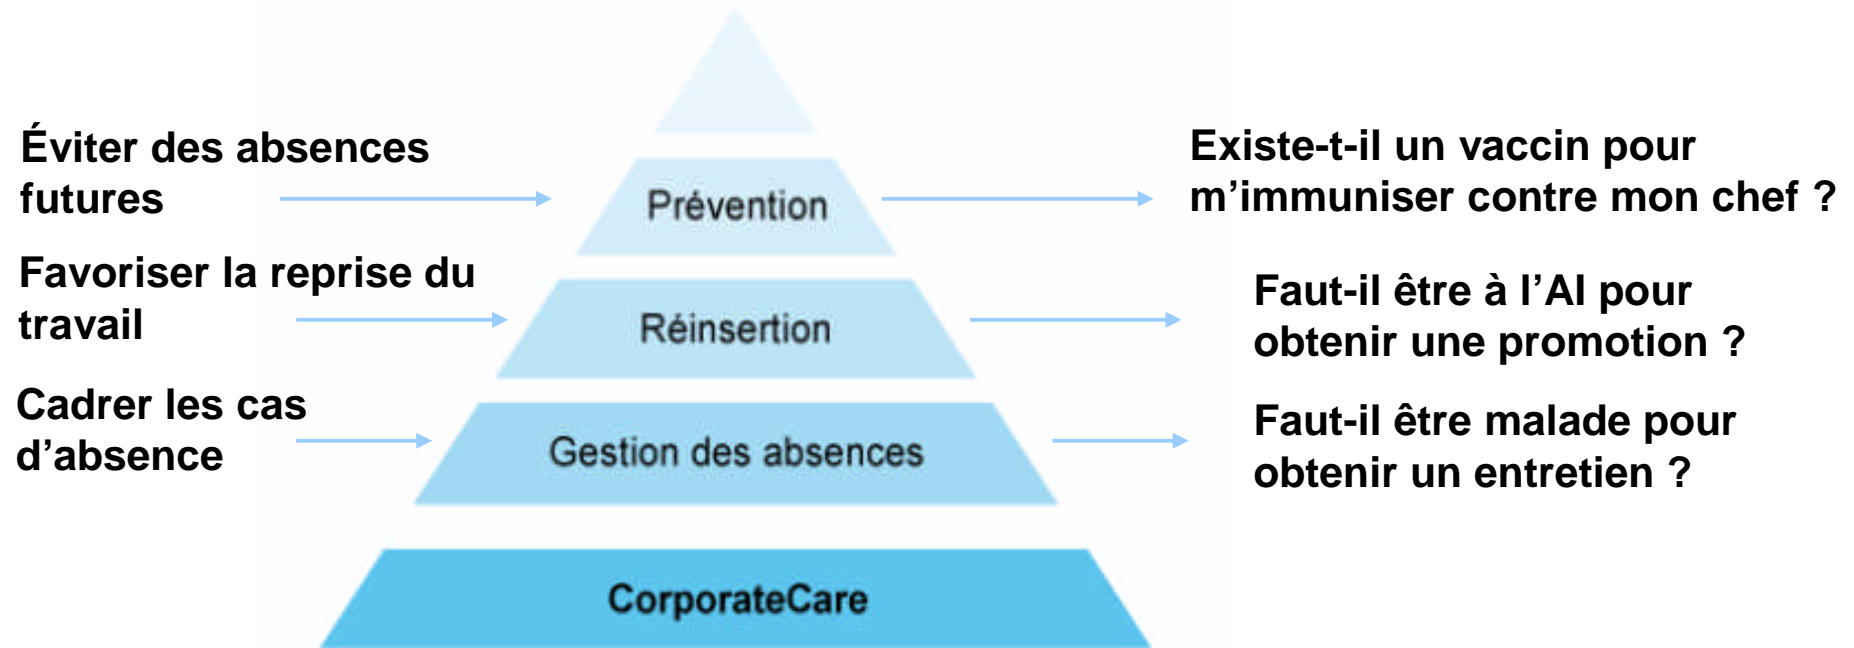 Éviter des absences
futures
Prévention
Existe-t-il un vaccin pour
m’immuniser contre mon chef ?
Favoriser la reprise du
travail
Réinsertion
Faut-il être à l’AI pour
obtenir une promotion ?
Cadrer les cas
d’absence
Gestion des absences
Faut-il être malade pour
obtenir un entretien ?
CorporateCare